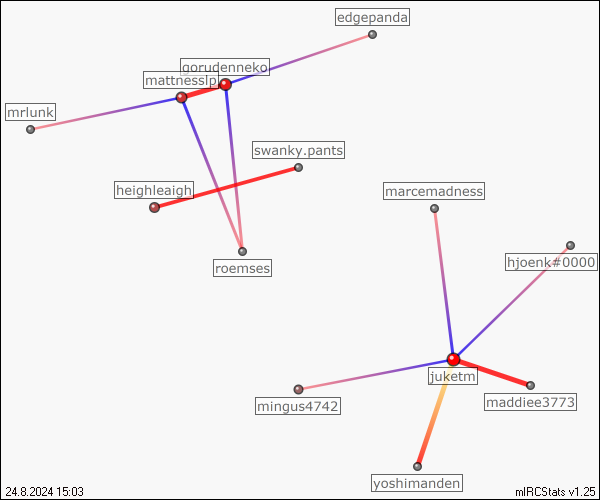 edgepanda
gorudenneko
mattnesslp
mrlunk
swanky.pants
heighleaigh
marcemadness
hjoenk#0000
roemses
juketm
maddiee3773
mingus4742
yoshimanden
24.8.2024 15:03
mIRCStats v1.25